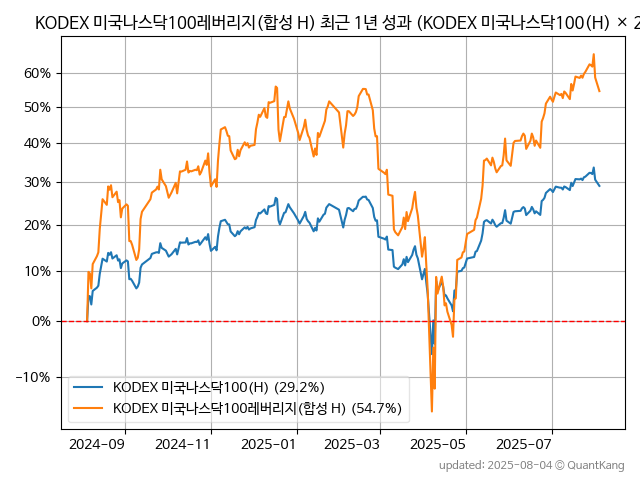 KODEX 미국나스닥100레버리지(합성 H) 최근 1년 성과 (KODEX 미국나스닥100(H) × 2
60%
50%
40%
30%
20%
10%
0%
−10%
KODEX 미국나스닥100(H) (29.2%)
KODEX 미국나스닥100레버리지(합성 H) (54.7%)
2024-09 2024-11 2025-01 2025-03 2025-05 2025-07
updated: 2025-08-04 © QuantKang